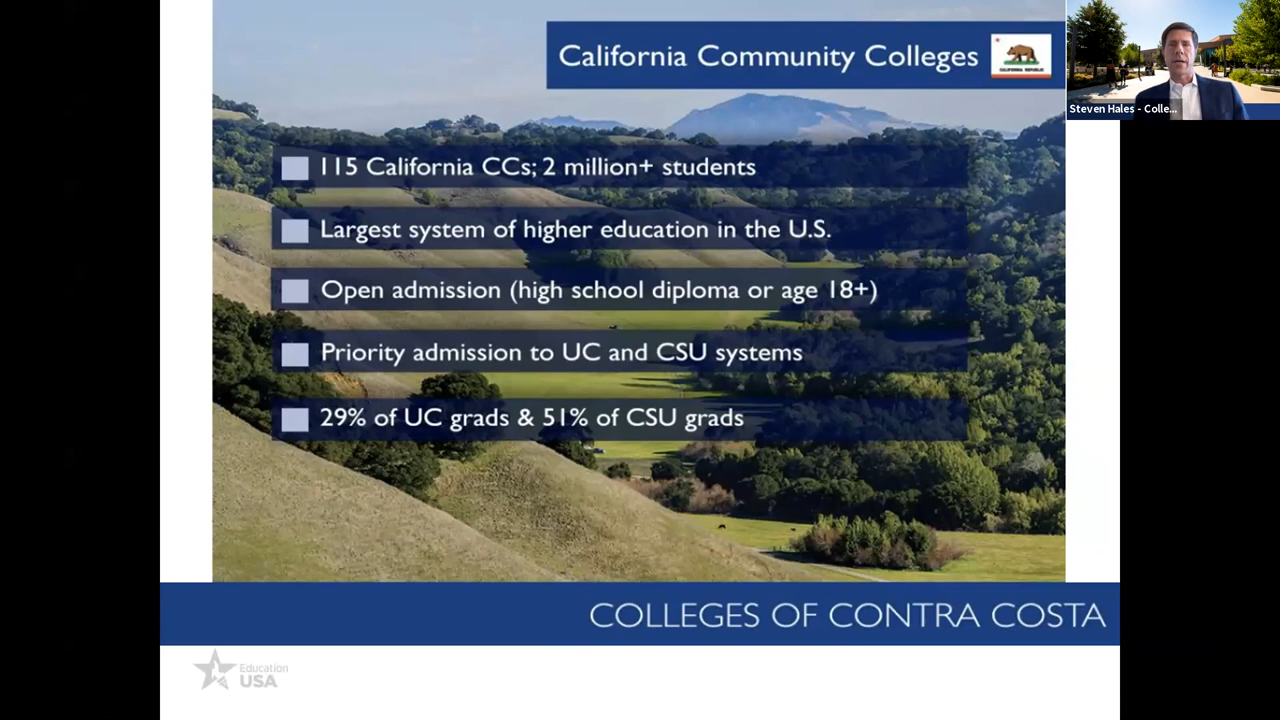 California Community Colleges
CALIFORNIA REPUBLIC
Steven Hales - Colle...
115 California CCs; 2 million+ students
Largest system of higher education in the U.S.
Open admission (high school diploma or age 18+)
Priority admission to UC and CSU systems
29% of UC grads & 51% of CSU grads
COLLEGES OF CONTRA COSTA
Education
USA